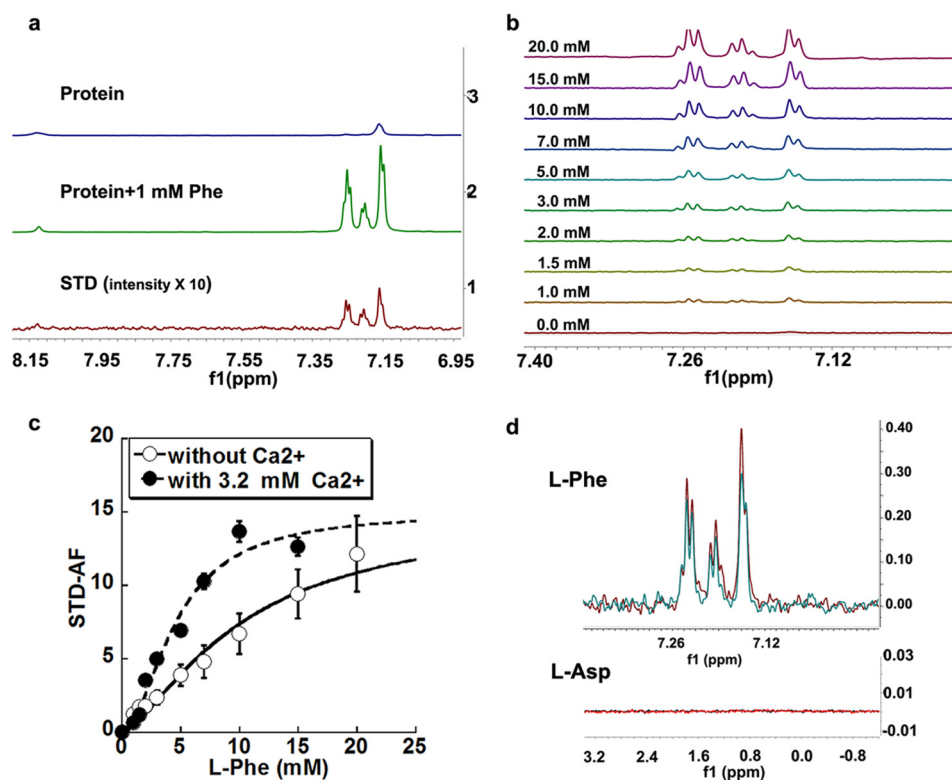 a
Protein
3
Protein+1 mM Phe
2
STD (intensity X 10)
1
8.15 7.95 7.75 7.55 7.35 7.15 6.95
f1(ppm)
b
20.0 mM
15.0 mM
10.0 mM
7.0 mM
5.0 mM
3.0 mM
2.0 mM
1.5 mM
1.0 mM
0.0 mM
7.40 7.26 7.12
f1(ppm)
c
20
15
10
5
0
STD-AF
without Ca2+
with 3.2 mM Ca2+
0 5 10 15 20 25
L-Phe (mM)
d
L-Phe
0.40
0.30
0.20
0.10
0.00
7.26 7.12
f1 (ppm)
L-Asp
0.03
0.01
-0.01
3.2 2.4 1.6 0.8 0.0 -0.8
f1 (ppm)